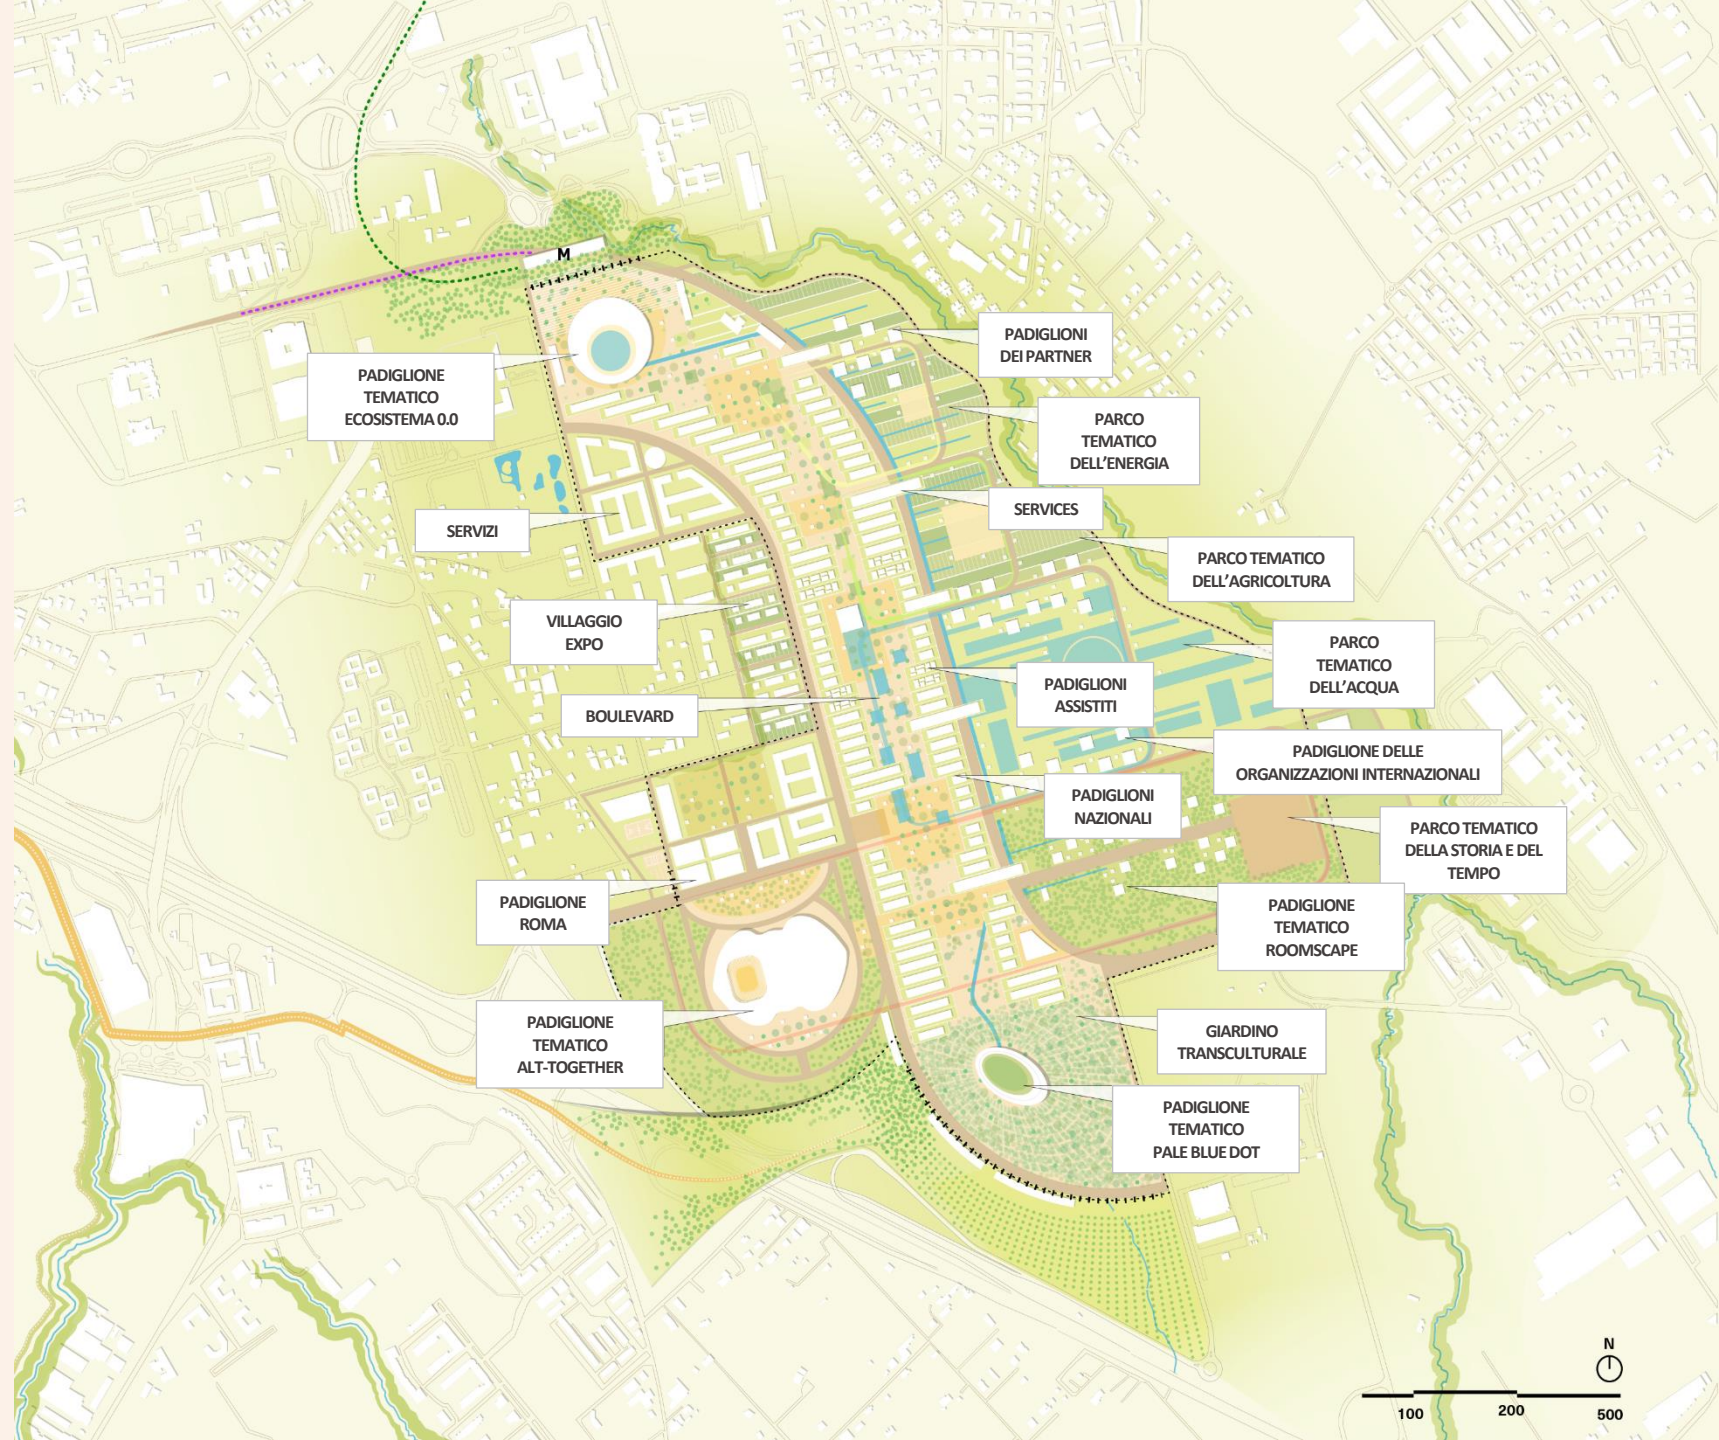 M
PADIGLIONI
DEI PARTNER
PADIGLIONE
TEMATICO
ECOSISTEMA 0.0
PARCO
TEMATICO
DELL'ENERGIA
SERVICES
SERVIZI
PARCO TEMATICO
DELL'AGRICOLTURA
VILLAGGIO
EXPO
PARCO
TEMATICO
DELL'ACQUA
PADIGLIONI
ASSISTITI
BOULEVARD
PADIGLIONE DELLE
ORGANIZZAZIONI INTERNAZIONALI
PADIGLIONI
NAZIONALI
PARCO TEMATICO
DELLA STORIA E DEL
TEMPO
PADIGLIONE
ROMA
PADIGLIONE
TEMATICO
ROOMSCAPE
PADIGLIONE
TEMATICO
ALT-TOGETHER
GIARDINO
TRANSCULTURALE
PADIGLIONE
TEMATICO
PALE BLUE DOT
N
100
200
500